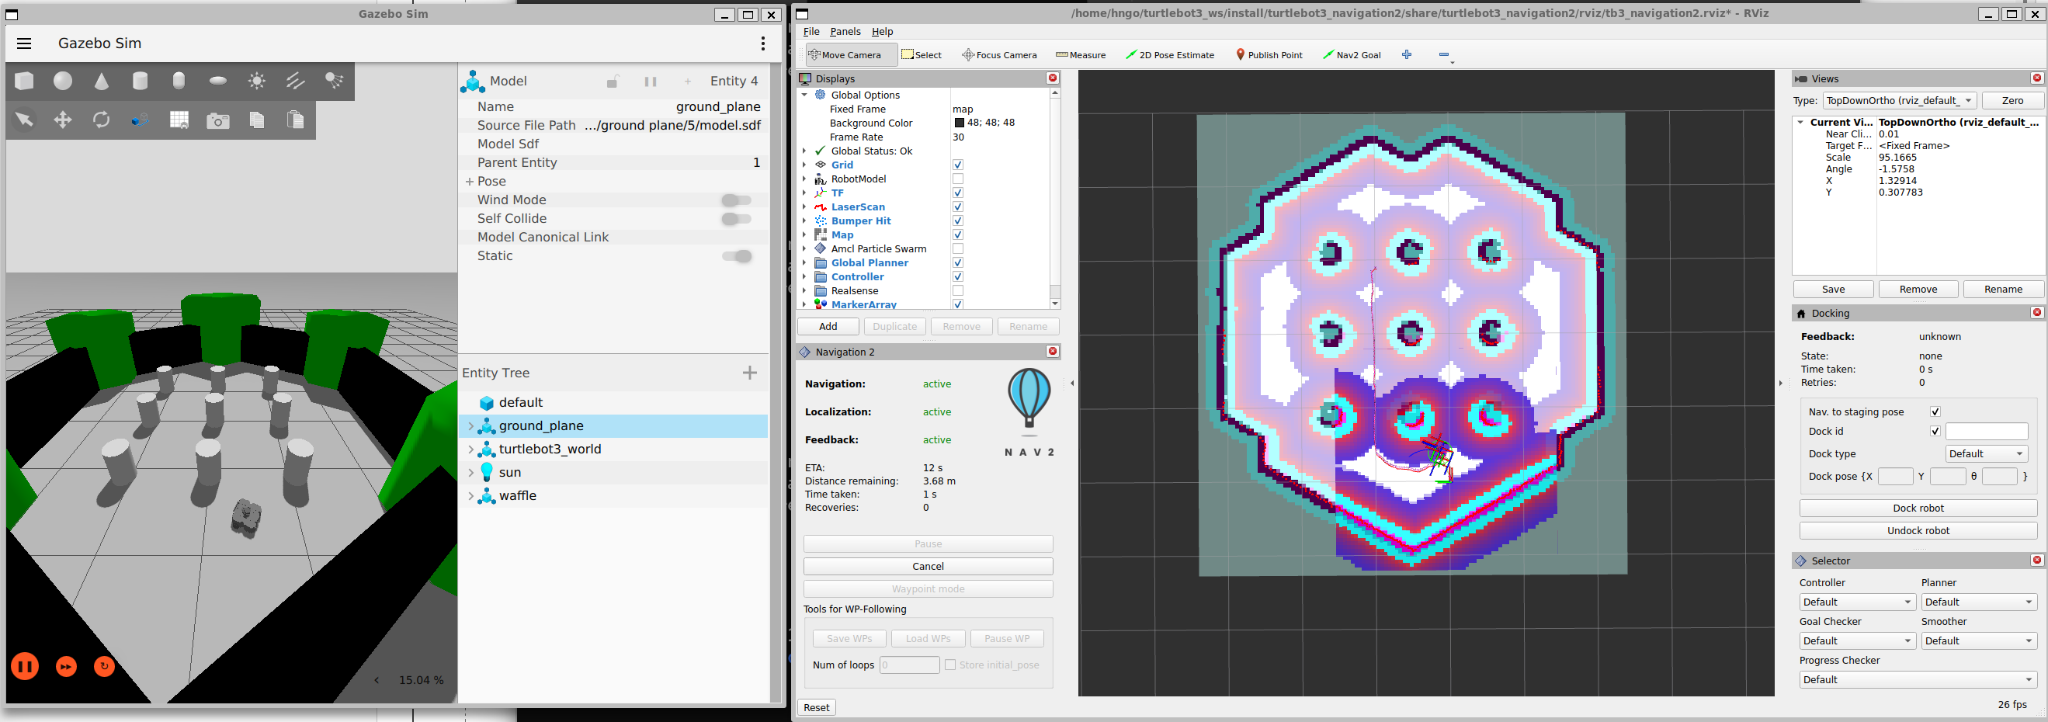 Gazebo Sim
Gazebo Sim
Model
Entity 4
Name ground_plane
Source File Path .../ground plane/5/model.sdf
Model Sdf
Parent Entity 1
+ Pose
Wind Mode
Self Collide
Model Canonical Link
Static
Entity Tree
default
ground_plane
turtlebot3_world
sun
waffle
15.04 %
/home/hngo/turtlebot3_ws/install/turtlebot3_navigation2/share/turtlebot3_navigation2/rviz/tb3_navigation2.rviz* - RViz
File Panels Help
Move Camera Select Focus Camera Measure 2D Pose Estimate Publish Point Nav2 Goal
Displays
Global Options
Fixed Frame map
Background Color 48; 48; 48
Frame Rate 30
Global Status: Ok
Grid
RobotModel
TF
LaserScan
Bumper Hit
Map
Amcl Particle Swarm
Global Planner
Controller
Realsense
MarkerArray
Add Duplicate Remove Rename
Navigation 2
Navigation: active
Localization: active
Feedback: active
NAV2
ETA: 12 s
Distance remaining: 3.68 m
Time taken: 1 s
Recoveries: 0
Pause
Cancel
Waypoint mode
Tools for WP-Following
Save WPs Load WPs Pause WP
Num of loops 0 Store initial_pose
Reset
Views
Type: TopDownOrtho (rviz_default_ Zero
Current Vi... TopDownOrtho (rviz_default_...
Near Cli... 0.01
Target F... <Fixed Frame>
Scale 95.1665
Angle -1.5758
X 1.32914
Y 0.307783
Save Remove Rename
Docking
Feedback: unknown
State: none
Time taken: 0 s
Retries: 0
Nav. to staging pose
Dock id
Dock type Default
Dock pose {X Y θ }
Dock robot
Undock robot
Selector
Controller Planner
Default Default
Goal Checker Smoother
Default Default
Progress Checker
Default
26 fps